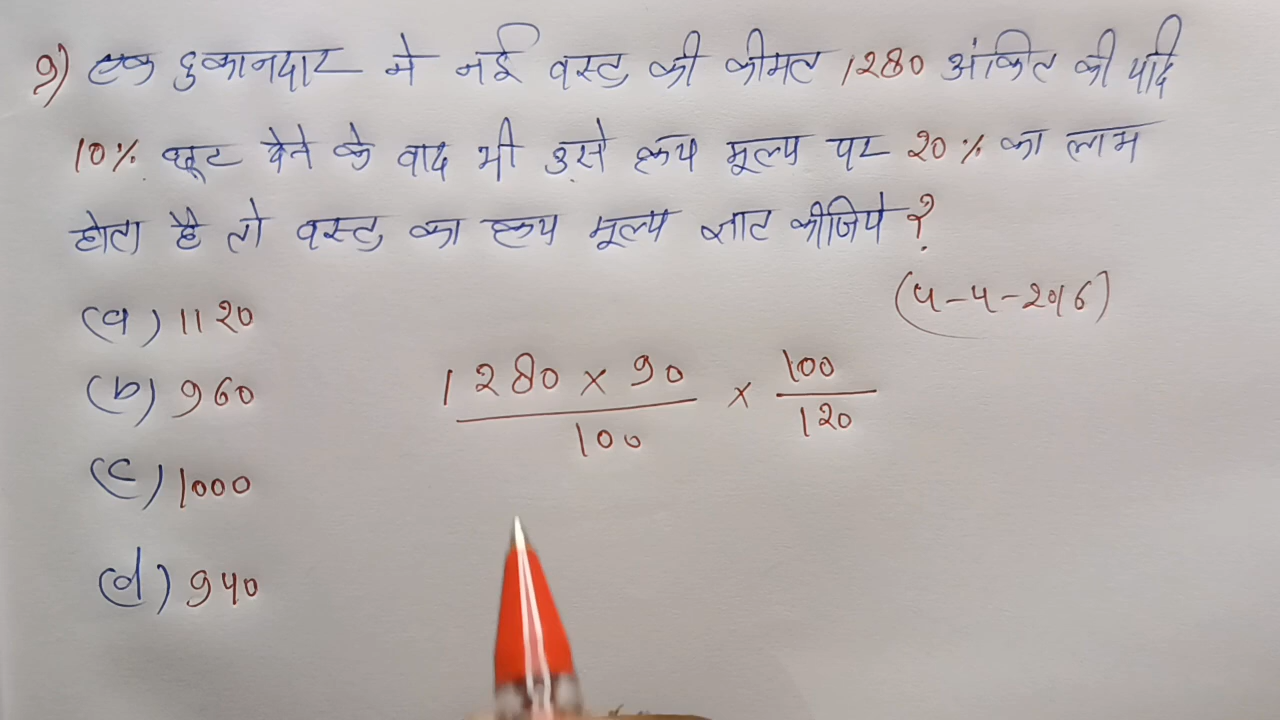 9) एक दुकानदार ने नई वस्तु की कीमत 1280 अंकित की यदि
10% छूट देने के बाद भी उसे क्रय मूल्य पर 20% का लाभ
होता है तो वस्तु का क्रय मूल्य ज्ञात कीजिये ?
(4-4-2016)
(a) 1120
(b) 960
(c) 1000
(d) 940
1280 × 90 / 100 × 100 / 120